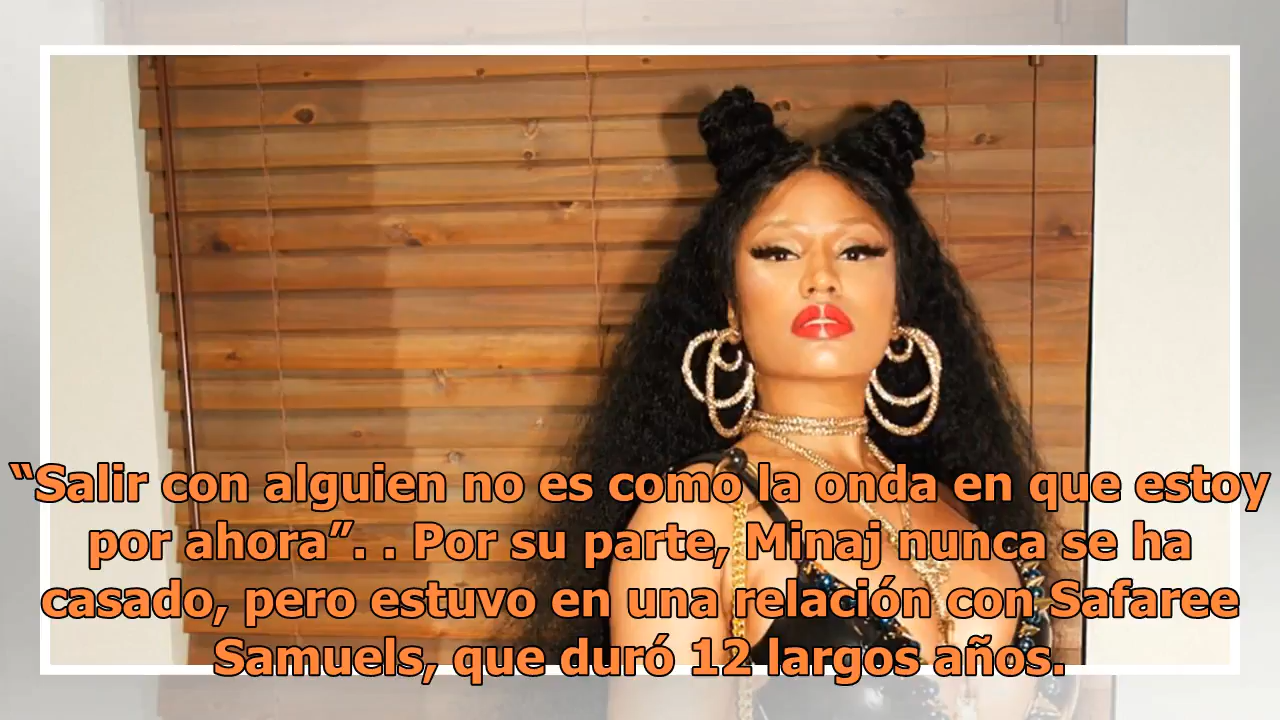 “Salir con alguien no es como la onda en que estoy
por ahora”. . Por su parte, Minaj nunca se ha
casado, pero estuvo en una relación con Safaree
Samuels, que duró 12 largos años.